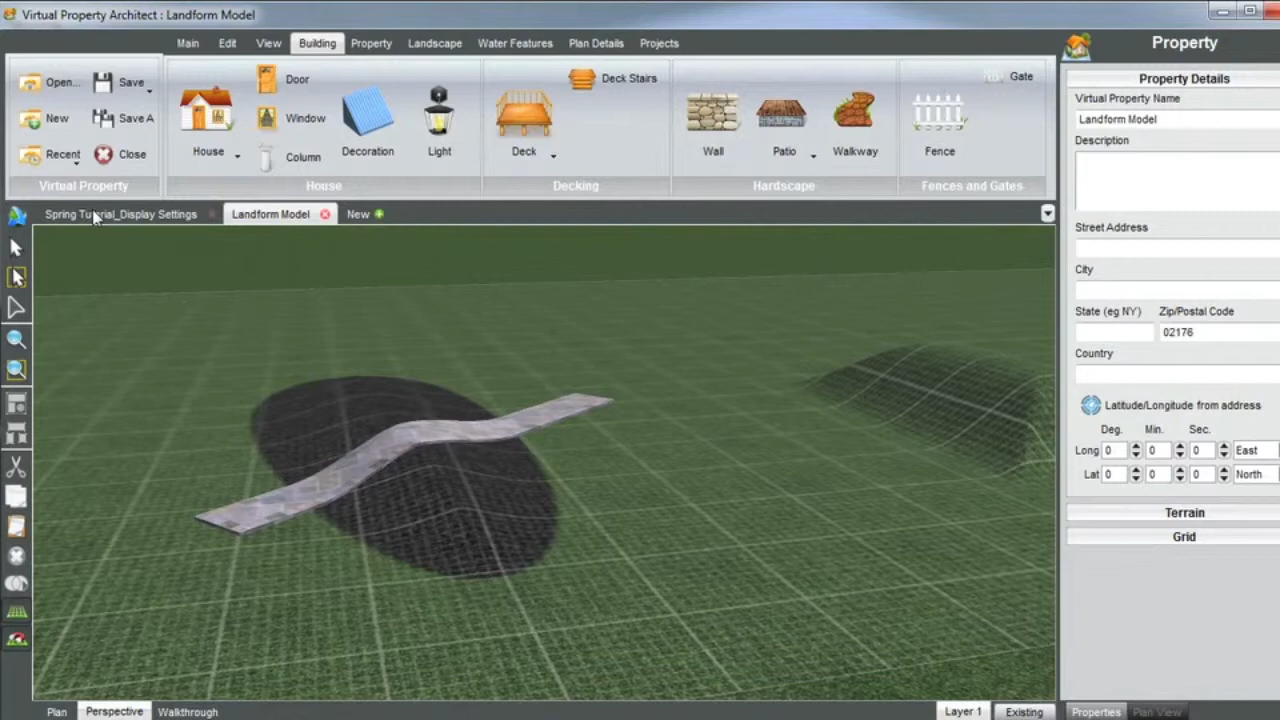 Virtual Property Architect : Landform Model
Main Edit View Building Property Landscape Water Features Plan Details Projects
Open... Save
New Save A
Recent Close
Virtual Property
House
Door
Window
Column
Decoration
Light
House
Deck
Deck Stairs
Decking
Wall
Patio
Walkway
Hardscape
Gate
Fence
Fences and Gates
Spring Tutorial_Display Settings
Landform Model
New
Property
Property Details
Virtual Property Name
Landform Model
Description
Street Address
City
State (eg NY) Zip/Postal Code
02176
Country
Latitude/Longitude from address
Deg. Min. Sec.
Long 0 0 0 East
Lat 0 0 0 North
Terrain
Grid
Plan Perspective Walkthrough
Layer 1 Existing
Properties Plan View